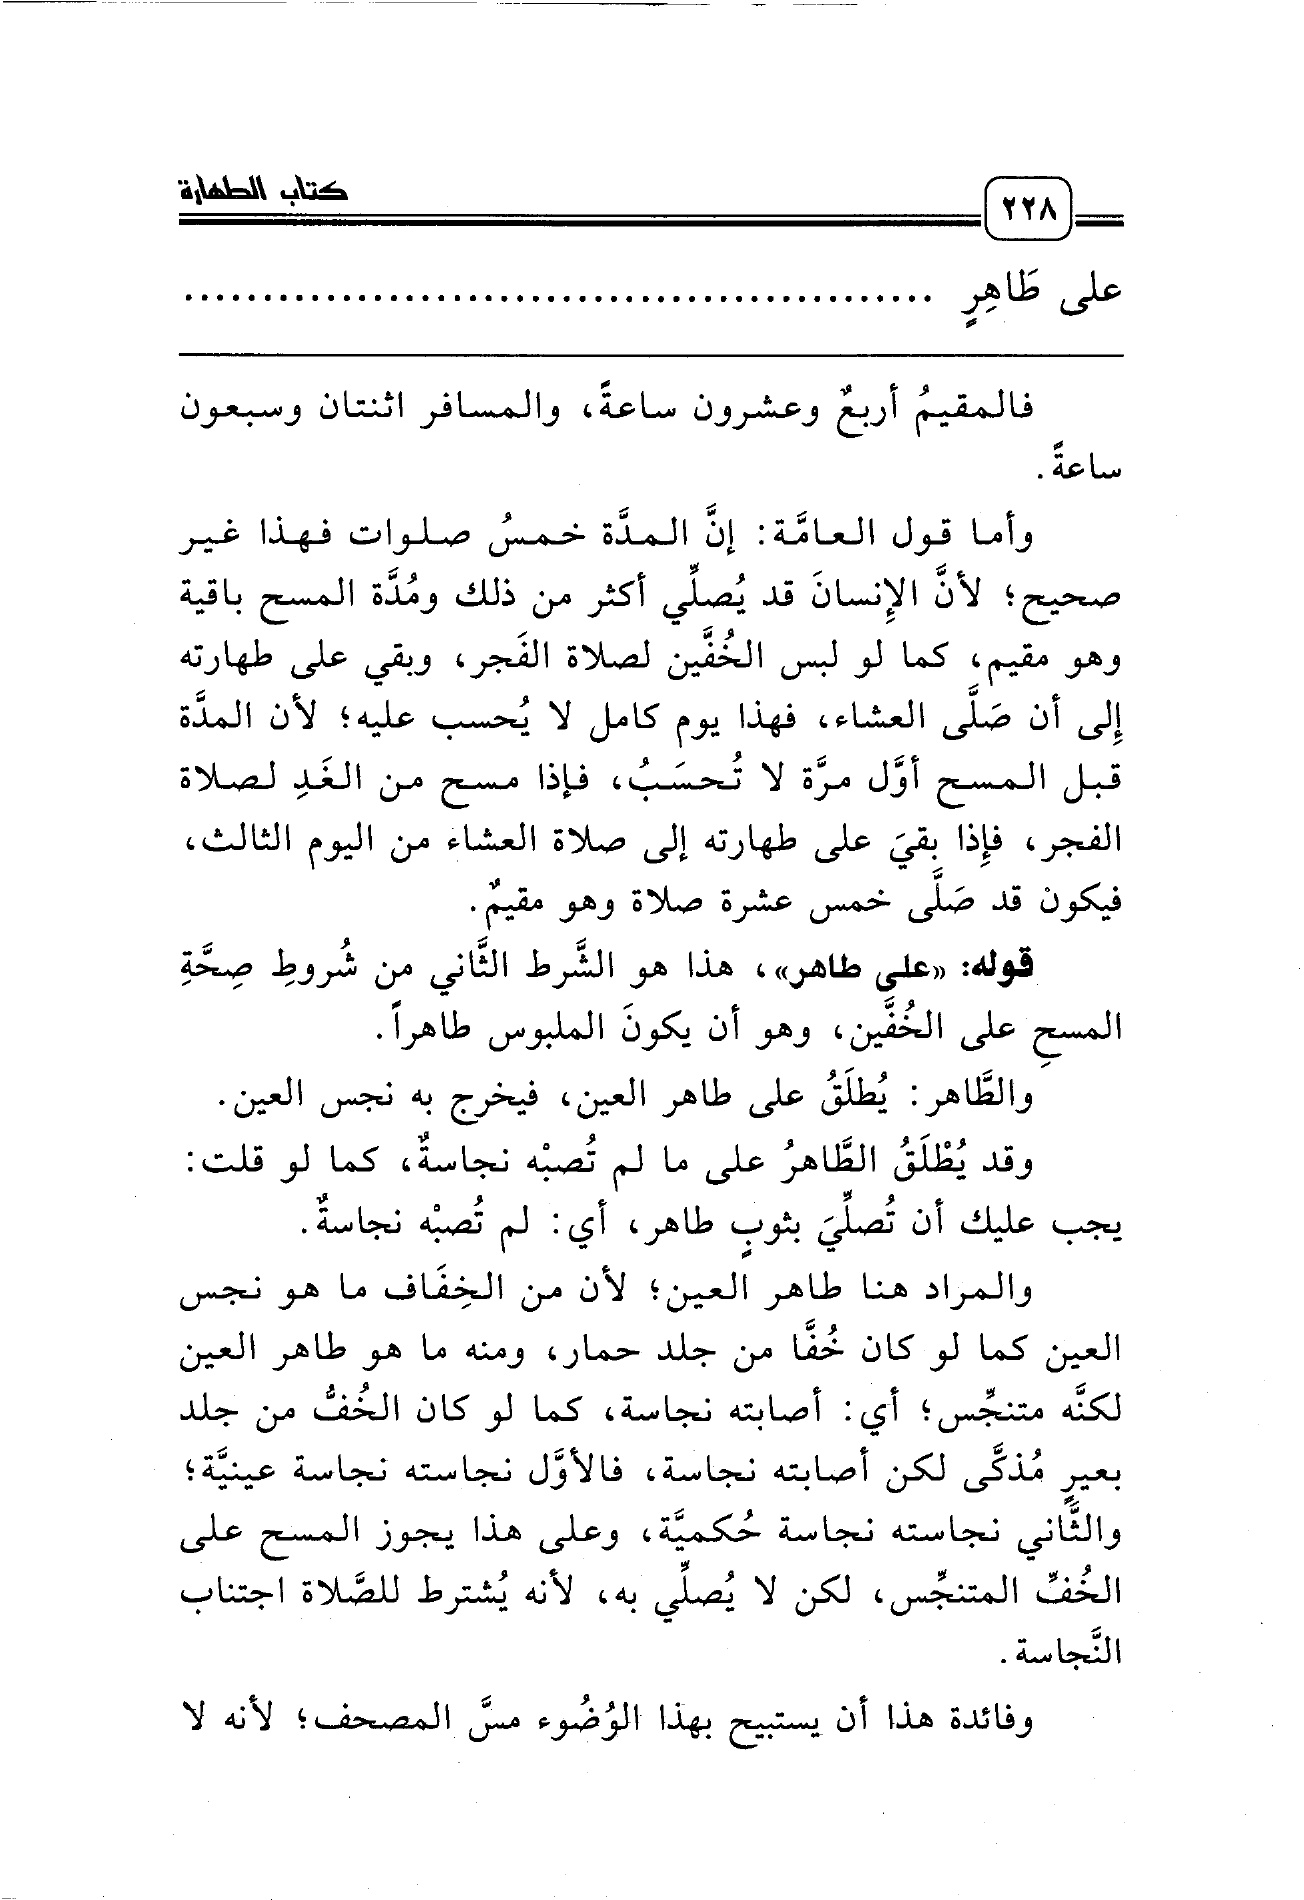 كتاب الطهارة
٢٢٨
على طَاهِرٍ ................................................
فالمقيمُ أربعٌ وعشرون ساعةً، والمسافر اثنتان وسبعون
ساعةً.
وأما قول العامَّة: إنَّ المدَّة خمسُ صلوات فهذا غير
صحيح؛ لأنَّ الإِنسانَ قد يُصلِّي أكثر من ذلك ومُدَّة المسح باقية
وهو مقيم، كما لو لبس الخُفَّين لصلاة الفَجر، وبقي على طهارته
إِلى أن صَلَّى العشاء، فهذا يوم كامل لا يُحسب عليه؛ لأن المدَّة
قبل المسح أوَّل مرَّة لا تُحسَبُ، فإذا مسح من الغَدِ لصلاة
الفجر، فإِذا بقيَ على طهارته إلى صلاة العشاء من اليوم الثالث،
فيكون قد صَلَّى خمس عشرة صلاة وهو مقيمٌ.
قوله: «على طاهر»، هذا هو الشَّرط الثَّاني من شُروطِ صِحَّةِ
المسحِ على الخُفَّين، وهو أن يكونَ الملبوس طاهراً.
والطَّاهر: يُطلَقُ على طاهر العين، فيخرج به نجس العين.
وقد يُطْلَقُ الطَّاهرُ على ما لم تُصبْه نجاسةٌ، كما لو قلت:
يجب عليك أن تُصلِّيَ بثوبٍ طاهر، أي: لم تُصبْه نجاسةٌ.
والمراد هنا طاهر العين؛ لأن من الخِفَاف ما هو نجس
العين كما لو كان خُفًّا من جلد حمار، ومنه ما هو طاهر العين
لكنَّه متنجِّس؛ أي: أصابته نجاسة، كما لو كان الخُفُّ من جلد
بعيرٍ مُذكَّى لكن أصابته نجاسة، فالأوَّل نجاسته نجاسة عينيَّة؛
والثَّاني نجاسته نجاسة حُكميَّة، وعلى هذا يجوز المسح على
الخُفِّ المتنجِّس، لكن لا يُصلِّي به، لأنه يُشترط للصَّلاة اجتناب
النَّجاسة.
وفائدة هذا أن يستبيح بهذا الوُضُوء مسَّ المصحف؛ لأنه لا